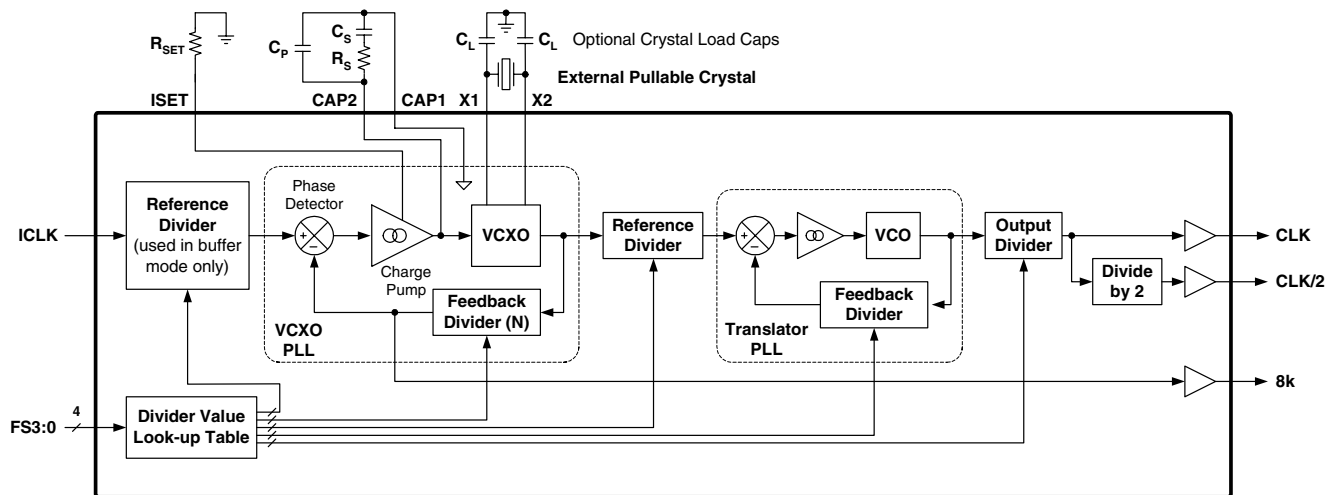 RSET
CP
CS
RS
CL
CL
Optional Crystal Load Caps
External Pullable Crystal
ISET
CAP2
CAP1
X1
X2
ICLK
Reference
Divider
(used in buffer
mode only)
Phase
Detector
+
−
Charge
Pump
VCXO
Feedback
Divider (N)
VCXO
PLL
Reference
Divider
+
−
VCO
Feedback
Divider
Translator
PLL
Output
Divider
Divide
by 2
CLK
CLK/2
8k
FS3:0
4
Divider Value
Look-up Table